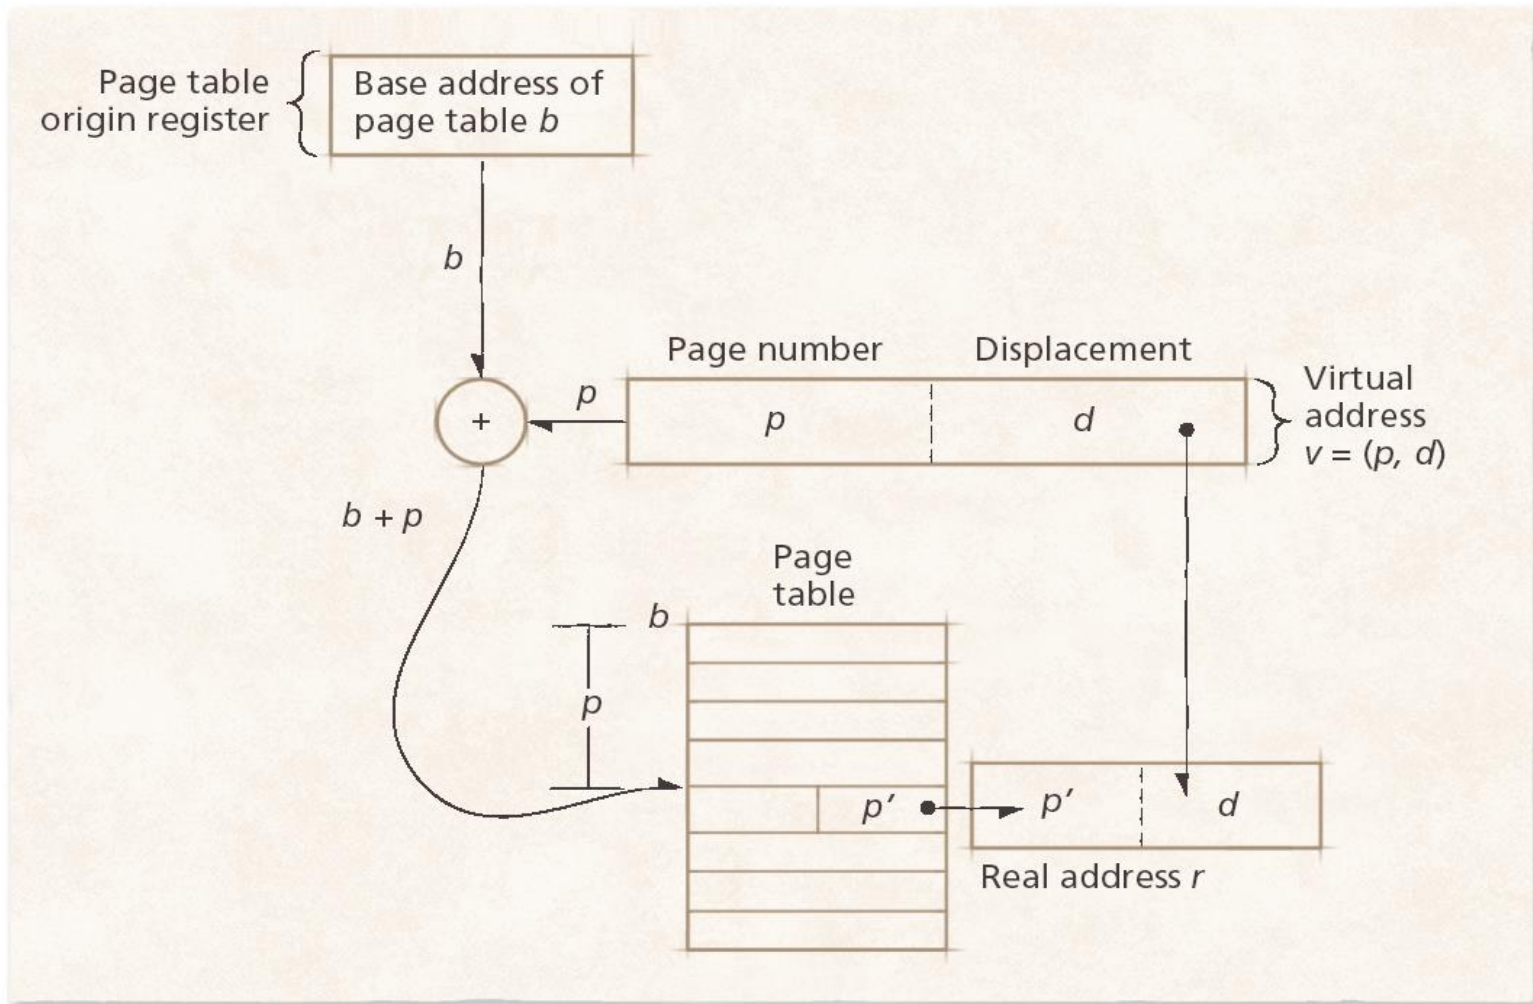 Page table
origin register
Base address of
page table b
b
Page number
Displacement
p
+
p
d
Virtual
address
v = (p, d)
b + p
Page
table
b
p
p′
p′
d
Real address r